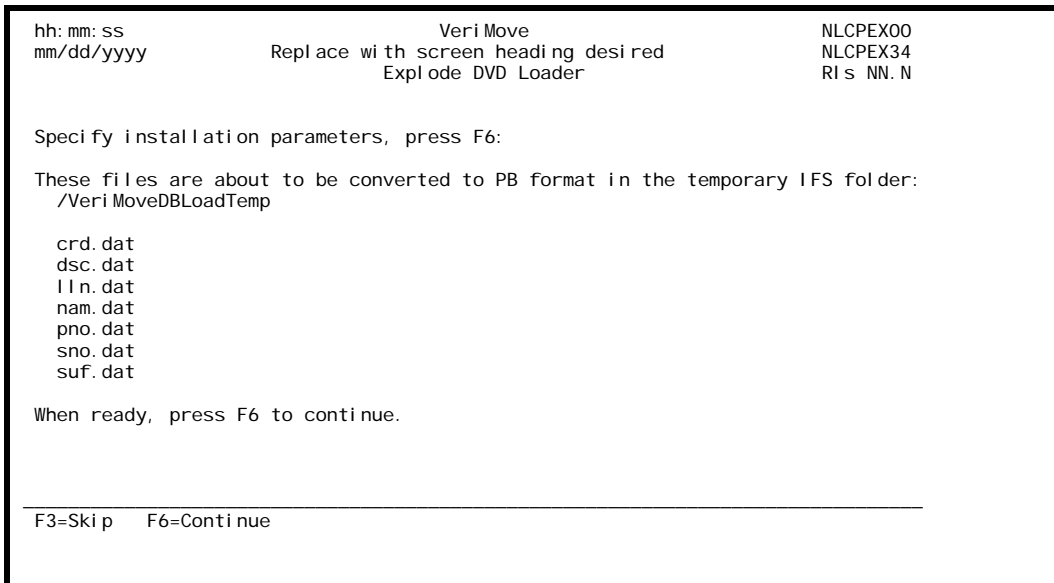 hh:mm:ss VeriMove NLCPEXOO
mm/dd/yyyy Replace with screen heading desired NLCPEX34
Explode DVD Loader Rls NN.N
Specify installation parameters, press F6:
These files are about to be converted to PB format in the temporary IFS folder:
/VeriMoveDBLoadTemp
crd.dat
dsc.dat
lln.dat
nam.dat
pno.dat
sno.dat
suf.dat
When ready, press F6 to continue.
F3=Skip F6=Continue